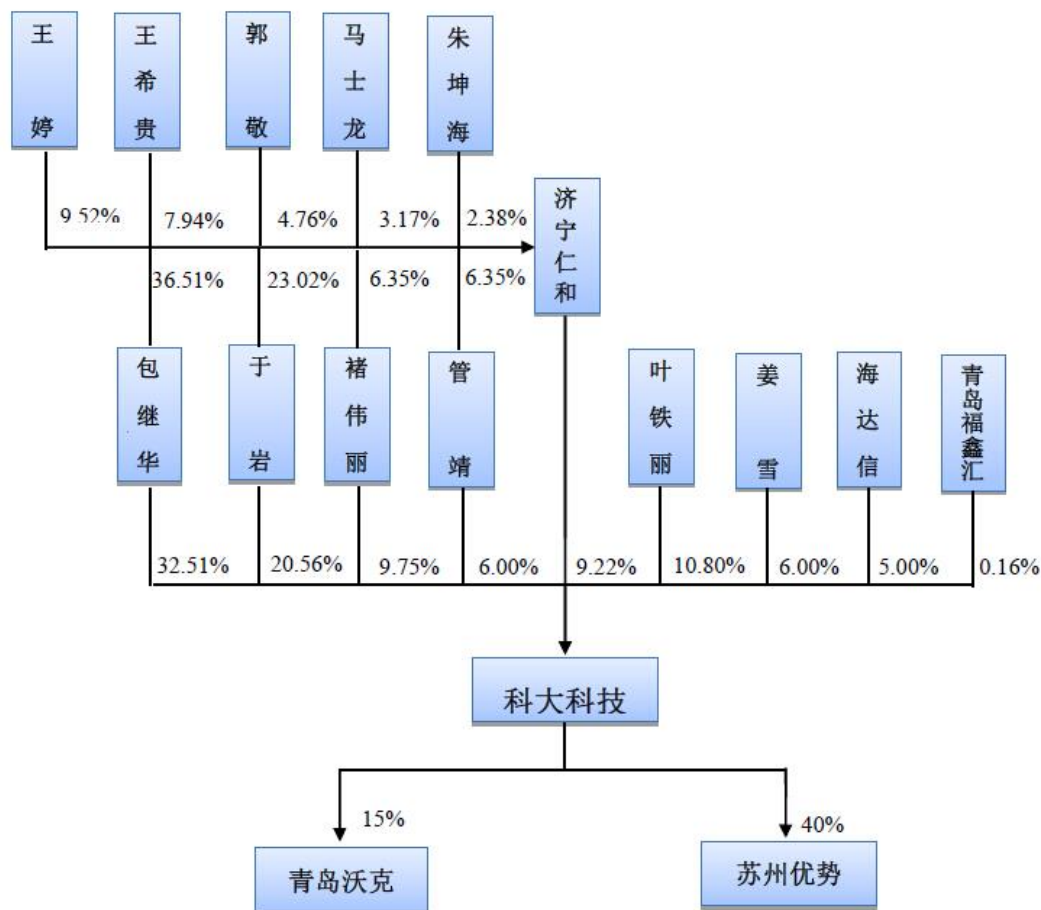 王婷
王希贵
郭敬
马士龙
朱坤海
济宁仁和
9.52%
7.94%
4.76%
3.17%
2.38%
36.51%
23.02%
6.35%
6.35%
包继华
于岩
褚伟丽
管靖
叶铁丽
姜雪
海达信
青岛福鑫汇
32.51%
20.56%
9.75%
6.00%
9.22%
10.80%
6.00%
5.00%
0.16%
科大科技
15%
40%
青岛沃克
苏州优势